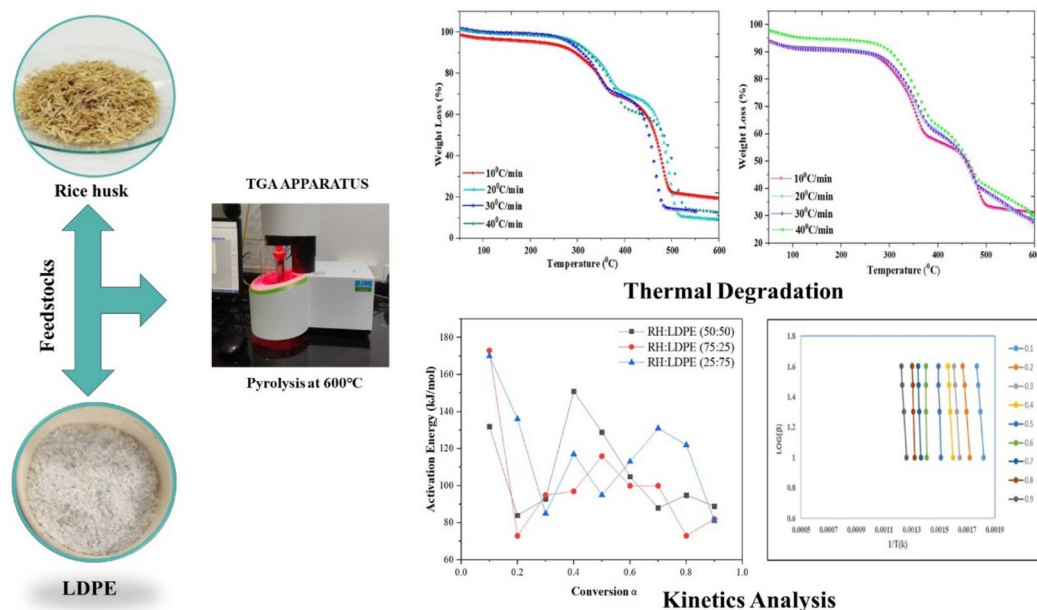 Rice husk
Feedstocks
LDPE
TGA APPARATUS
Pyrolysis at 600°C
Weight Loss (%)
100
80
60
40
20
0
10⁰C/min
20⁰C/min
30⁰C/min
40⁰C/min
100 200 300 400 500 600
Temperature (⁰C)
Weight Loss (%)
100
90
80
70
60
50
40
30
20
10⁰C/min
20⁰C/min
30⁰C/min
40⁰C/min
100 200 300 400 500 600
Temperature (⁰C)
Thermal Degradation
Activation Energy (kJ/mol)
180
160
140
120
100
80
60
RH:LDPE (50:50)
RH:LDPE (75:25)
RH:LDPE (25:75)
0.0 0.2 0.4 0.6 0.8 1.0
Conversion α
LOG(β)
1.8
1.6
1.4
1.2
1
0.8
0.6
0.0005 0.0007 0.0009 0.0011 0.0013 0.0015 0.0017 0.0019
1/T(k)
0.1
0.2
0.3
0.4
0.5
0.6
0.7
0.8
0.9
Kinetics Analysis